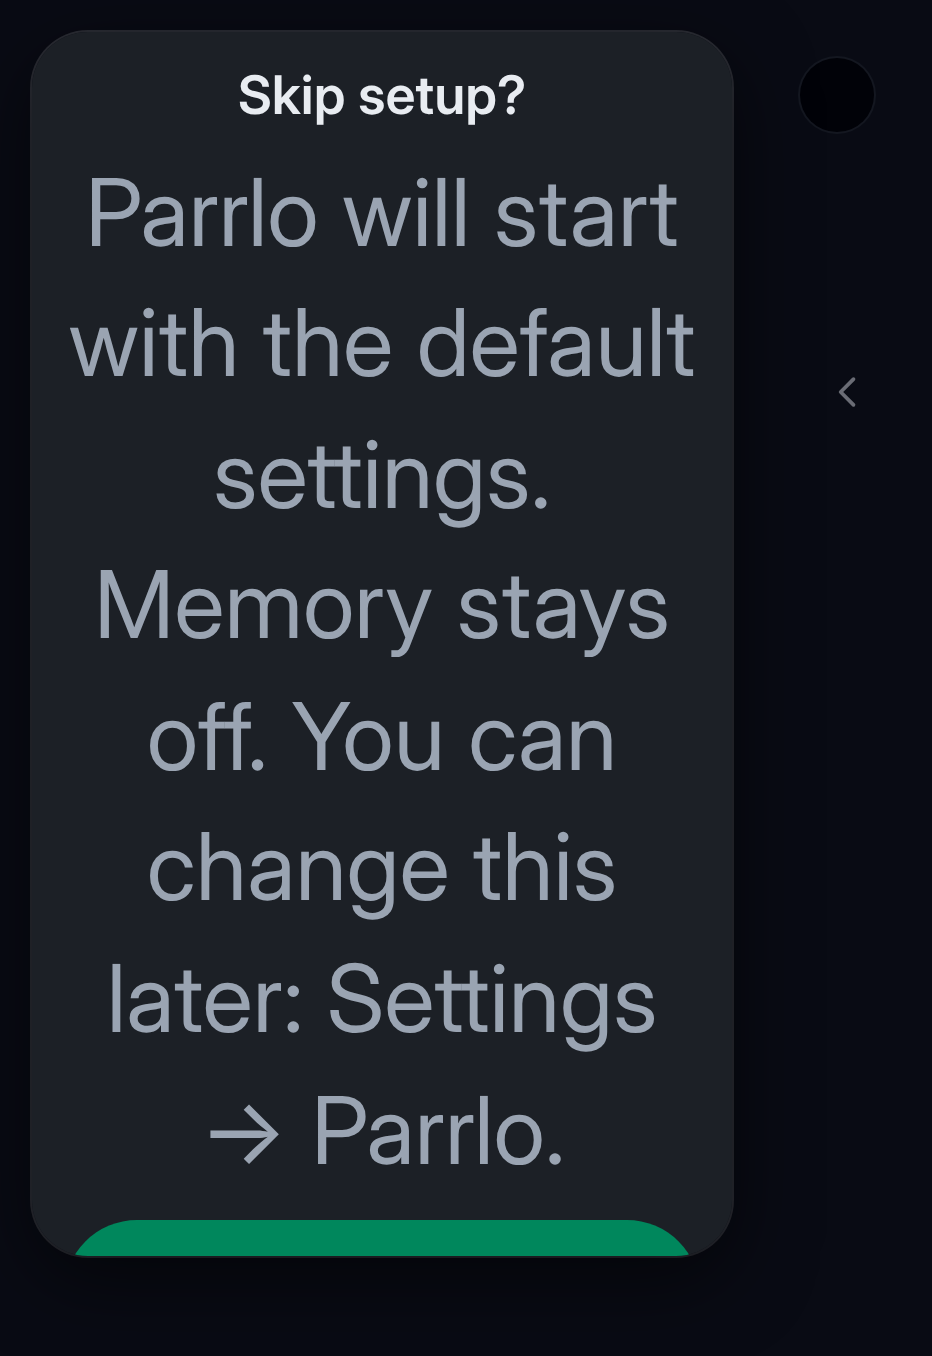 Skip setup?
Parrlo will start
with the default
settings.
Memory stays
off. You can
change this
later: Settings
→ Parrlo.